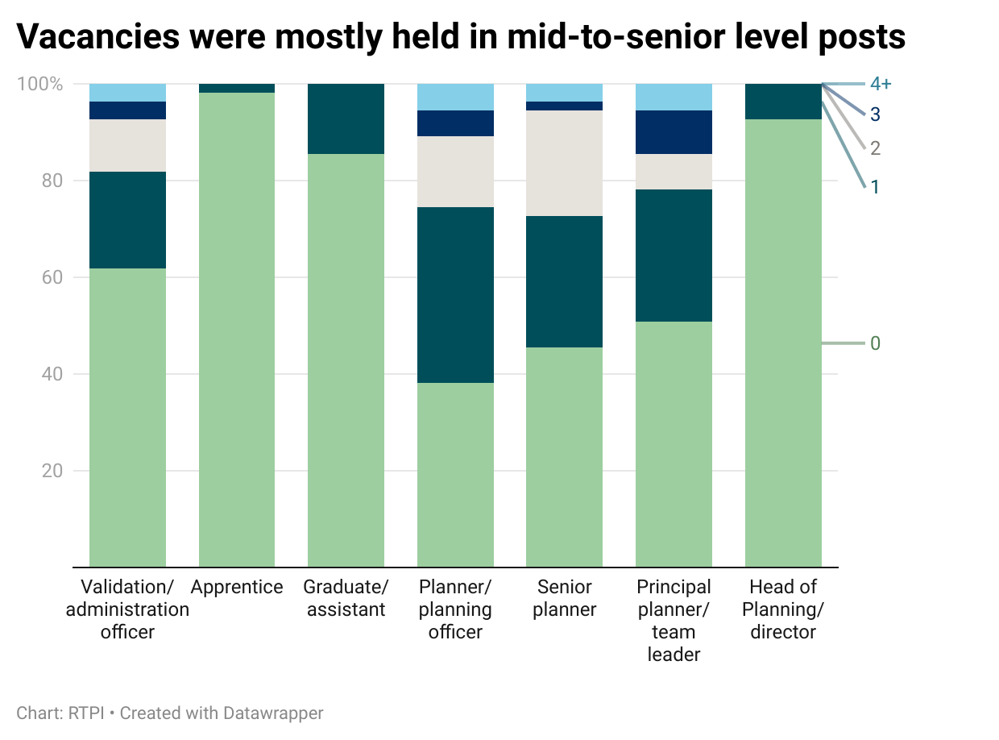 Vacancies were mostly held in mid-to-senior level posts
100%
80
60
40
20
4+
3
2
1
0
Validation/
administration
officer
Apprentice
Graduate/
assistant
Planner/
planning
officer
Senior
planner
Principal
planner/
team
leader
Head of
Planning/
director
Chart: RTPI • Created with Datawrapper